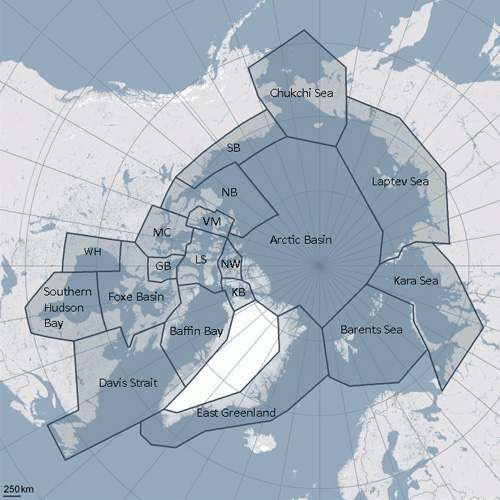 Chukchi Sea
SB
Laptev Sea
NB
VM
MC
Arctic Basin
WH
LS
GB
NW
Kara Sea
Southern
Hudson
Bay
Foxe Basin
KB
Baffin Bay
Barents Sea
Davis Strait
East Greenland
250km